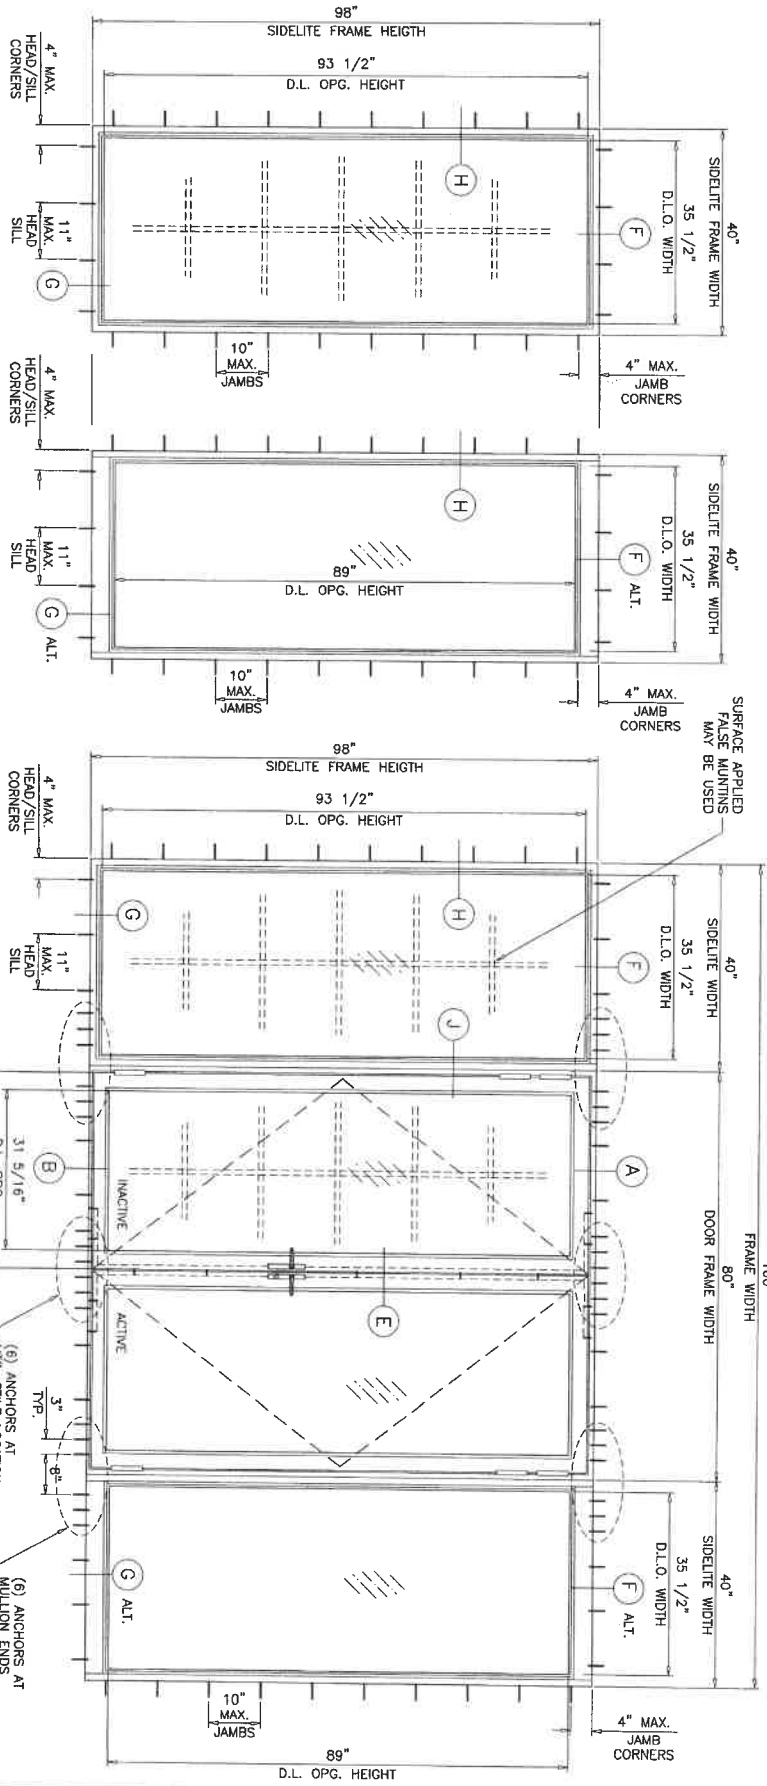 98"
SIDELITE FRAME HEIGTH
93 1/2"
D.L. OPG. HEIGHT
4" MAX.
HEAD/SILL
CORNERS
11"
MAX.
HEAD
SILL
G
H
F
40"
SIDELITE FRAME WIDTH
35 1/2"
D.L.O. WIDTH
10"
MAX.
JAMBS
4" MAX.
JAMB
CORNERS
4" MAX.
HEAD/SILL
CORNERS
11"
MAX.
HEAD
SILL
G ALT.
H
F ALT.
40"
SIDELITE FRAME WIDTH
35 1/2"
D.L.O. WIDTH
89"
D.L. OPG. HEIGHT
10"
MAX.
JAMBS
4" MAX.
JAMB
CORNERS
SURFACE APPLIED
FALSE MUNTINS
MAY BE USED
98"
SIDELITE FRAME HEIGTH
93 1/2"
D.L. OPG. HEIGHT
4" MAX.
HEAD/SILL
CORNERS
11"
MAX.
HEAD
SILL
G
H
F
40"
SIDELITE WIDTH
35 1/2"
D.L.O. WIDTH
FRAME WIDTH
80"
DOOR FRAME WIDTH
J
A
B
31 5/16"
INACTIVE
E
ACTIVE
(6) ANCHORS AT
3"
TYP.
8"
(6) ANCHORS AT
MULLION ENDS
40"
SIDELITE WIDTH
35 1/2"
D.L.O. WIDTH
F ALT.
G ALT.
10"
MAX.
JAMBS
4" MAX.
JAMB
CORNERS
89"
D.L. OPG. HEIGHT